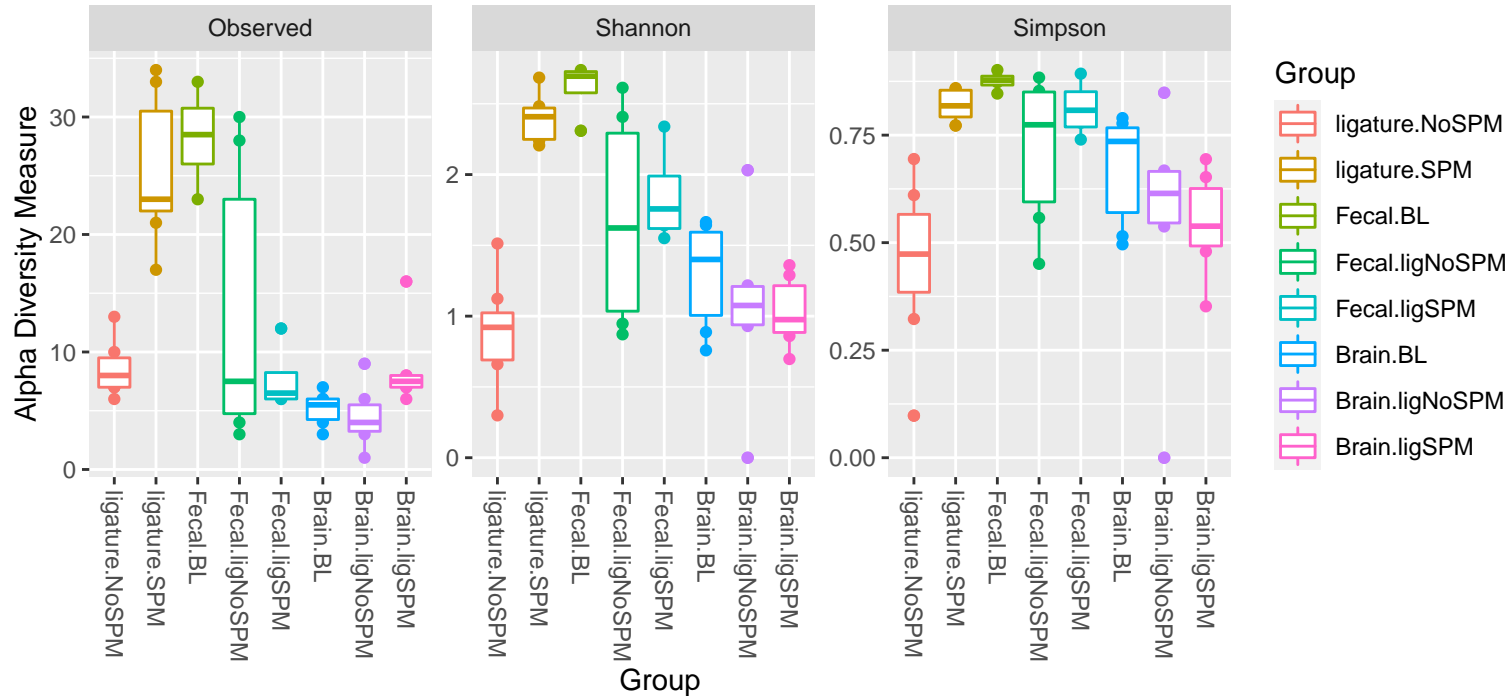 Observed
Shannon
Simpson
Alpha Diversity Measure
30
20
10
0
2
1
0
0.75
0.50
0.25
0.00
ligature.NoSPM
ligature.SPM
Fecal.BL
Fecal.ligNoSPM
Fecal.ligSPM
Brain.BL
Brain.ligNoSPM
Brain.ligSPM
ligature.NoSPM
ligature.SPM
Fecal.BL
Fecal.ligNoSPM
Fecal.ligSPM
Brain.BL
Brain.ligNoSPM
Brain.ligSPM
ligature.NoSPM
ligature.SPM
Fecal.BL
Fecal.ligNoSPM
Fecal.ligSPM
Brain.BL
Brain.ligNoSPM
Brain.ligSPM
Group
Group
ligature.NoSPM
ligature.SPM
Fecal.BL
Fecal.ligNoSPM
Fecal.ligSPM
Brain.BL
Brain.ligNoSPM
Brain.ligSPM